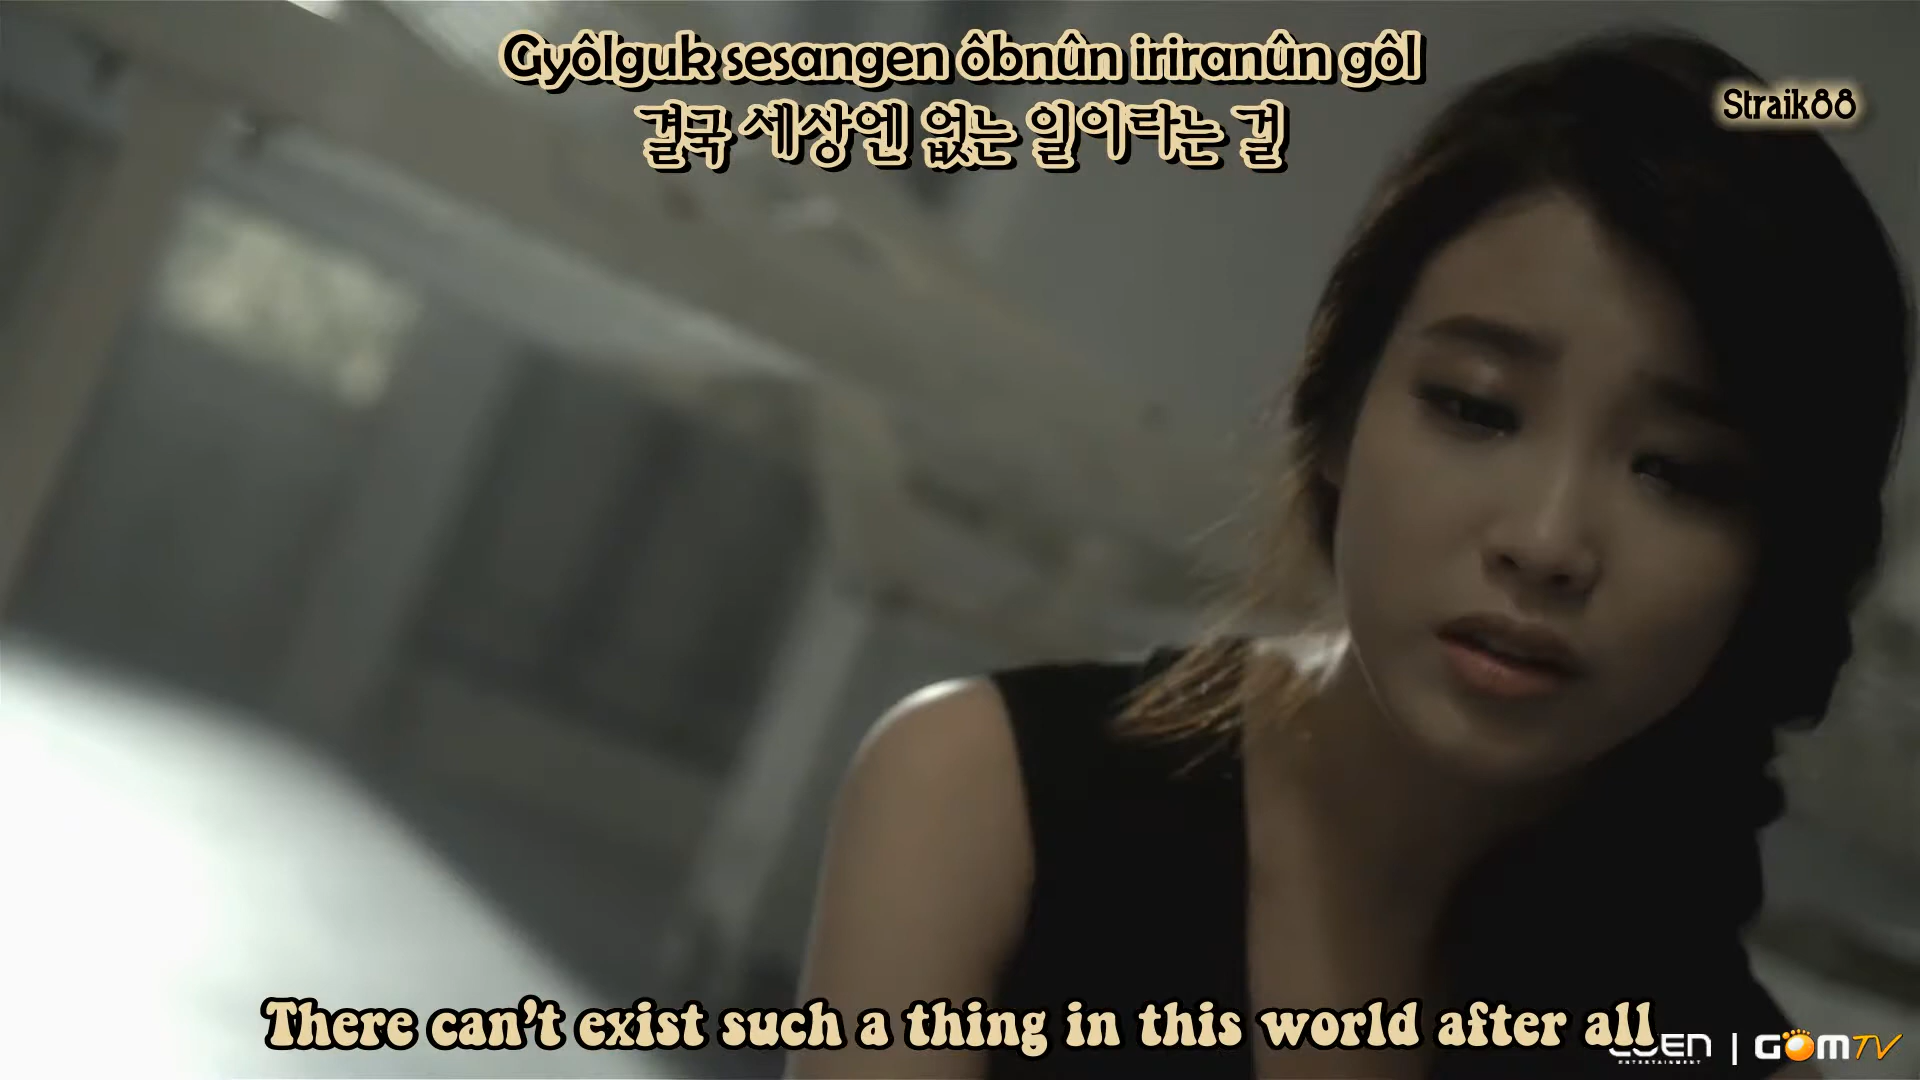 Gyôlguk sesangen ôbnûn iriranûn gôl
결국 세상엔 없는 일이라는 걸
Straik88
There can't exist such a thing in this world after all
ENTERTAINMENT | GOMTV